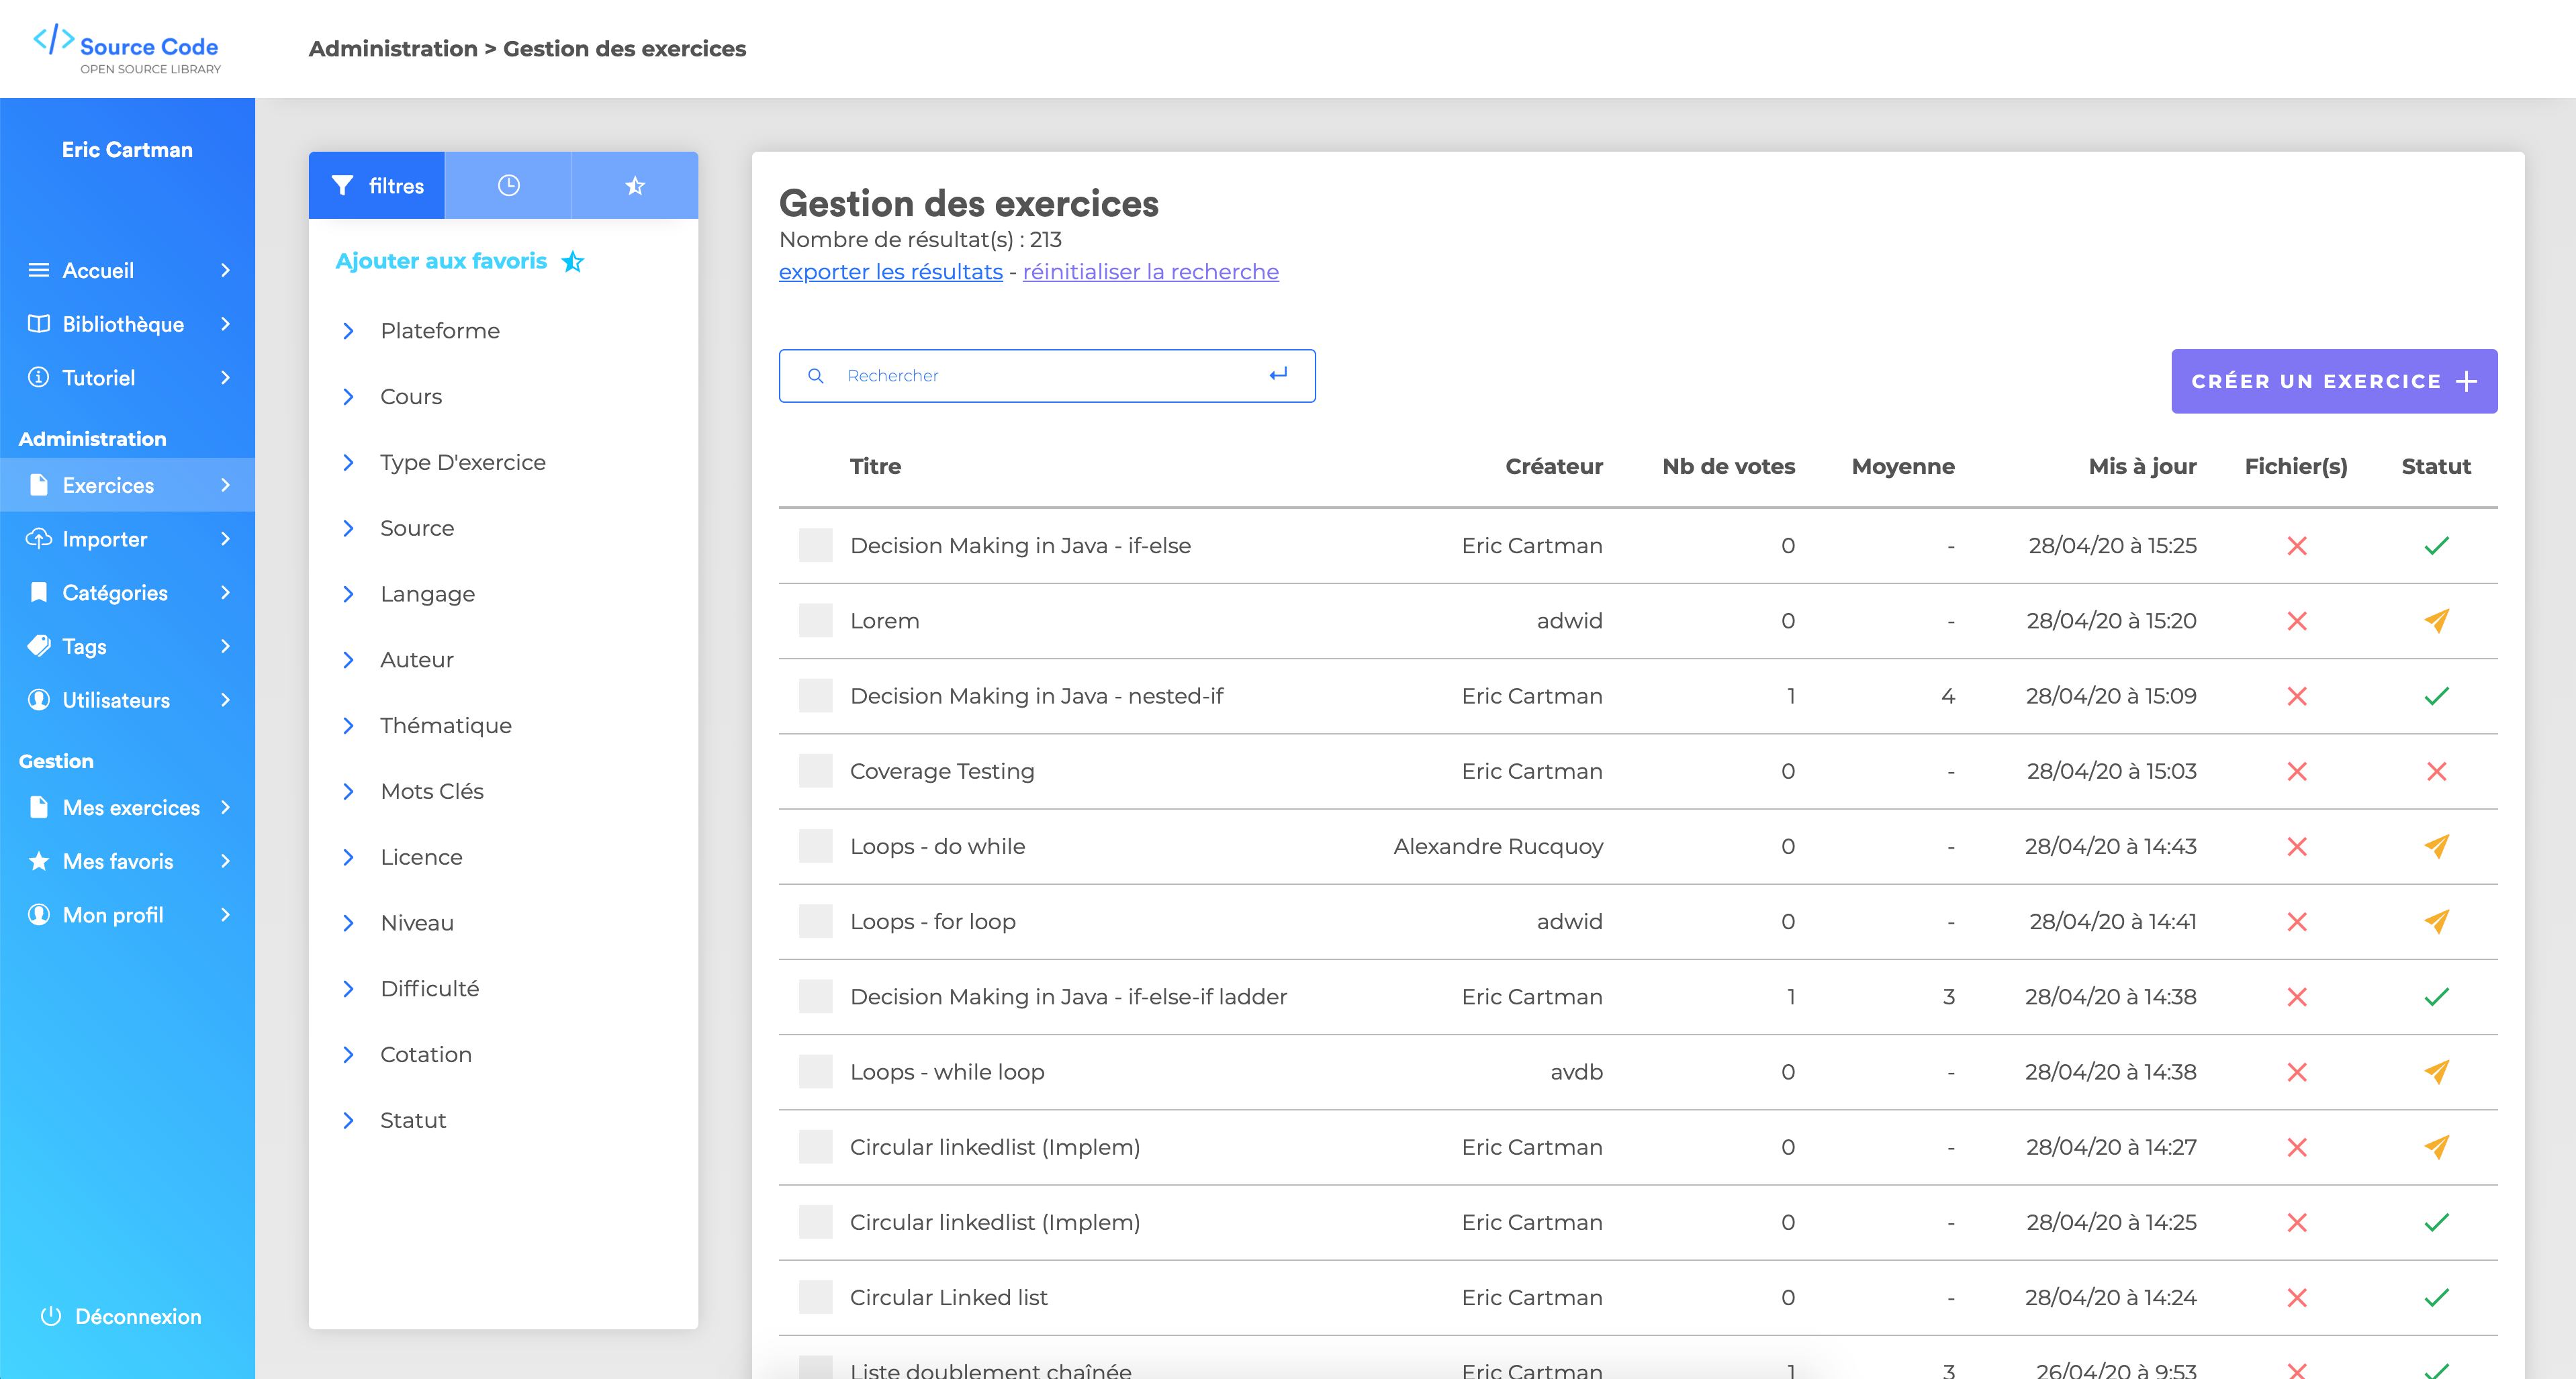 </> Source Code
OPEN SOURCE LIBRARY
Administration > Gestion des exercices
Eric Cartman
Accueil
Bibliothèque
Tutoriel
Administration
Exercices
Importer
Catégories
Tags
Utilisateurs
Gestion
Mes exercices
Mes favoris
Mon profil
Déconnexion
filtres
Ajouter aux favoris
Plateforme
Cours
Type D'exercice
Source
Langage
Auteur
Thématique
Mots Clés
Licence
Niveau
Difficulté
Cotation
Statut
Gestion des exercices
Nombre de résultat(s) : 213
exporter les résultats - réinitialiser la recherche
Rechercher
CRÉER UN EXERCICE +
Titre Créateur Nb de votes Moyenne Mis à jour Fichier(s) Statut
Decision Making in Java - if-else Eric Cartman 0 - 28/04/20 à 15:25
Lorem adwid 0 - 28/04/20 à 15:20
Decision Making in Java - nested-if Eric Cartman 1 4 28/04/20 à 15:09
Coverage Testing Eric Cartman 0 - 28/04/20 à 15:03
Loops - do while Alexandre Rucquoy 0 - 28/04/20 à 14:43
Loops - for loop adwid 0 - 28/04/20 à 14:41
Decision Making in Java - if-else-if ladder Eric Cartman 1 3 28/04/20 à 14:38
Loops - while loop avdb 0 - 28/04/20 à 14:38
Circular linkedlist (Implem) Eric Cartman 0 - 28/04/20 à 14:27
Circular linkedlist (Implem) Eric Cartman 0 - 28/04/20 à 14:25
Circular Linked list Eric Cartman 0 - 28/04/20 à 14:24
Liste doublement chaînée Eric Cartman 1 3 26/04/20 à 9:53